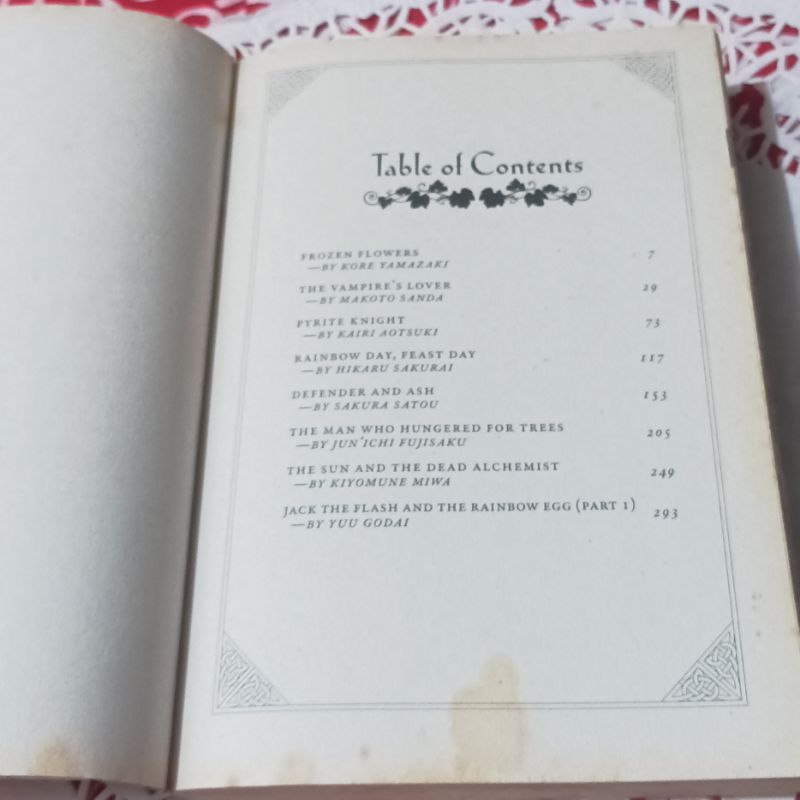 Table of Contents
FROZEN FLOWERS 7
—BY KORE YAMAZAKI
THE VAMPIRE'S LOVER 29
—BY MAKOTO SANDA
PYRITE KNIGHT 73
—BY KAIRI AOTSUKI
RAINBOW DAY, FEAST DAY 117
—BY HIKARU SAKURAI
DEFENDER AND ASH 153
—BY SAKURA SATOU
THE MAN WHO HUNGERED FOR TREES 205
—BY JUN'ICHI FUJISAKU
THE SUN AND THE DEAD ALCHEMIST 249
—BY KIYOMUNE MIWA
JACK THE FLASH AND THE RAINBOW EGG (PART 1) 293
—BY YUU GODAI